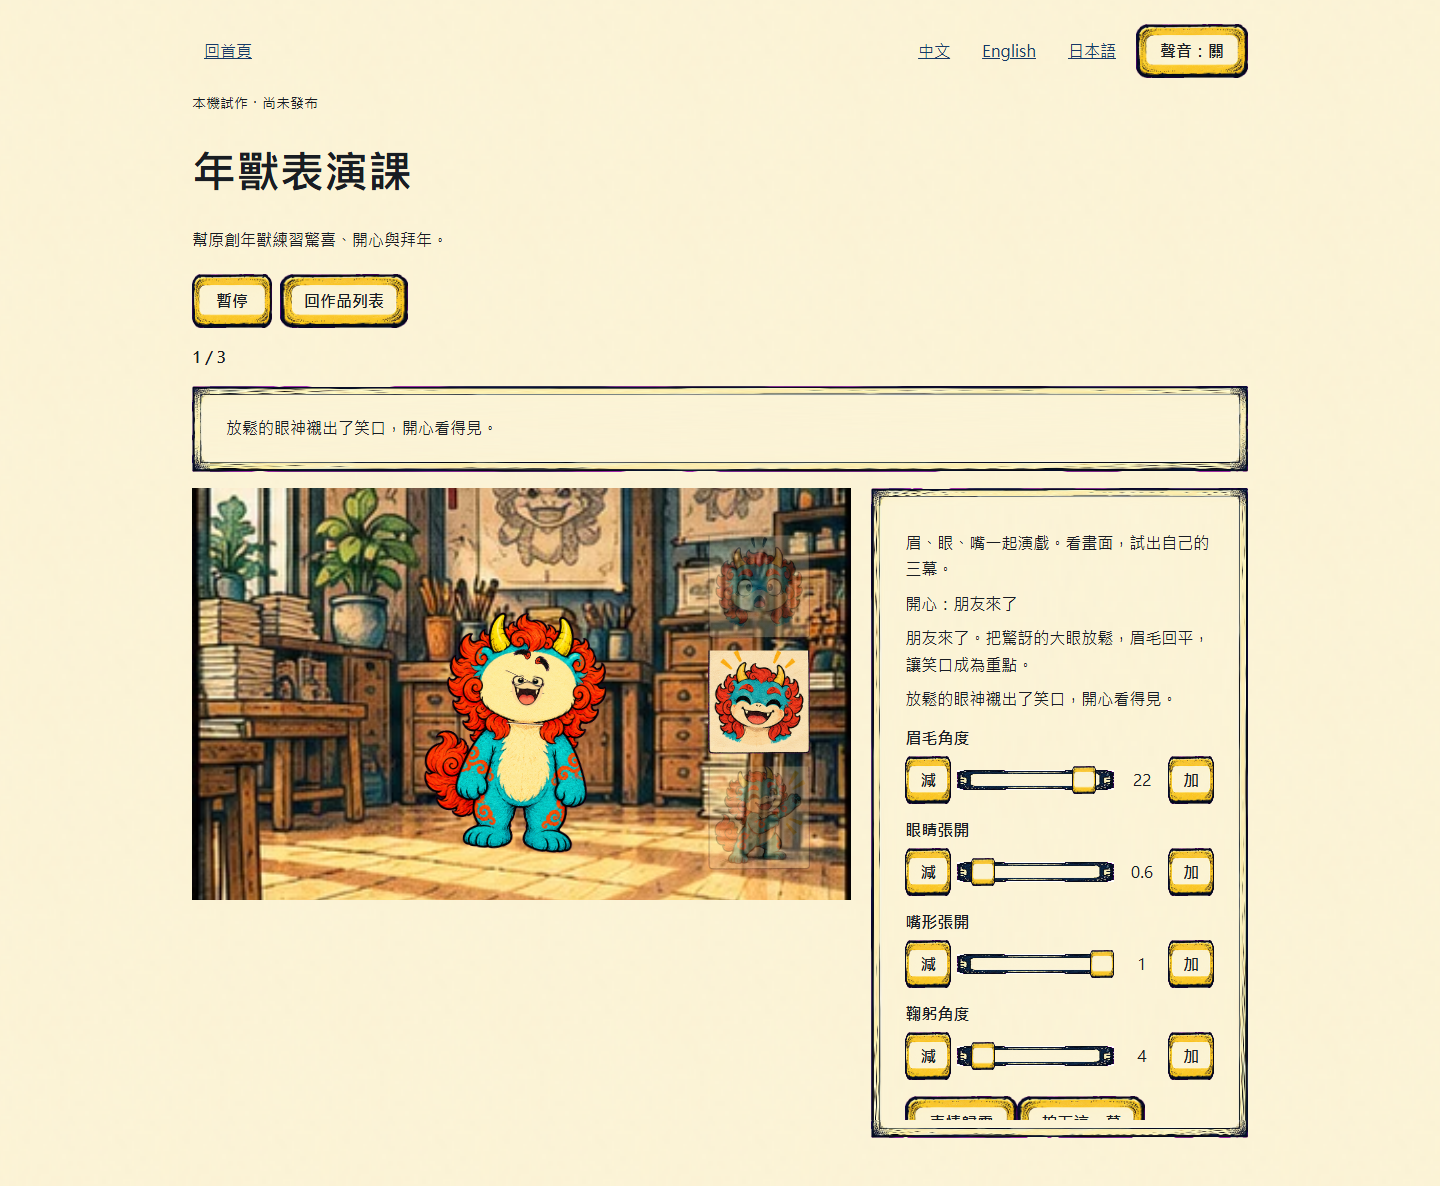 回首頁
中文
English
日本語
聲音：關
本機試作・尚未發布
年獸表演課
幫原創年獸練習驚喜、開心與拜年。
暫停
回作品列表
1 / 3
放鬆的眼神襯出了笑口，開心看得見。
眉、眼、嘴一起演戲。看畫面，試出自己的
三幕。
開心：朋友來了
朋友來了。把驚訝的大眼放鬆，眉毛回平，
讓笑口成為重點。
放鬆的眼神襯出了笑口，開心看得見。
眉毛角度
減
22
加
眼睛張開
減
0.6
加
嘴形張開
減
1
加
鞠躬角度
減
4
加